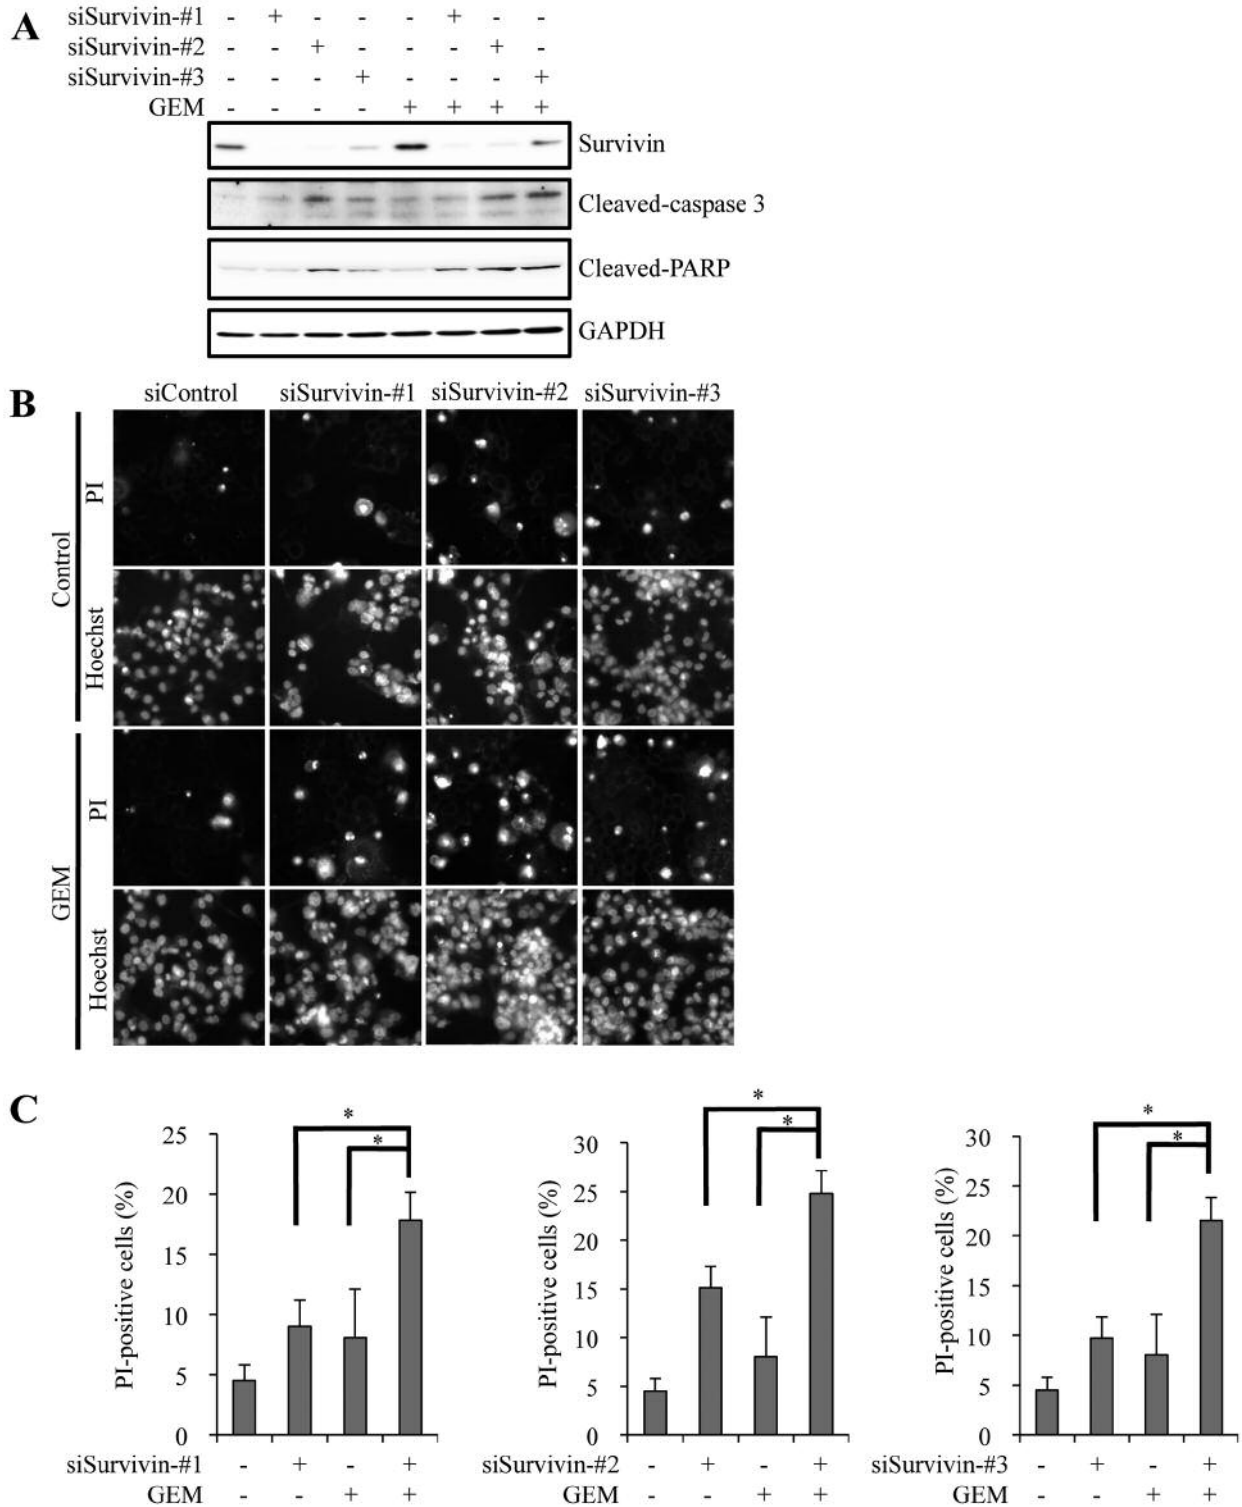 A
siSurvivin-#1 - + - - - + - -
siSurvivin-#2 - - + - - - + -
siSurvivin-#3 - - - + - - - +
GEM - - - - + + + +
Survivin
Cleaved-caspase 3
Cleaved-PARP
GAPDH
B
siControl siSurvivin-#1 siSurvivin-#2 siSurvivin-#3
Control
PI
Hoechst
GEM
PI
Hoechst
C
PI-positive cells (%)
25
20
15
10
5
0
* *
siSurvivin-#1 - + - +
GEM - - + +
PI-positive cells (%)
30
25
20
15
10
5
0
* *
siSurvivin-#2 - + - +
GEM - - + +
PI-positive cells (%)
30
25
20
15
10
5
0
* *
siSurvivin-#3 - + - +
GEM - - + +